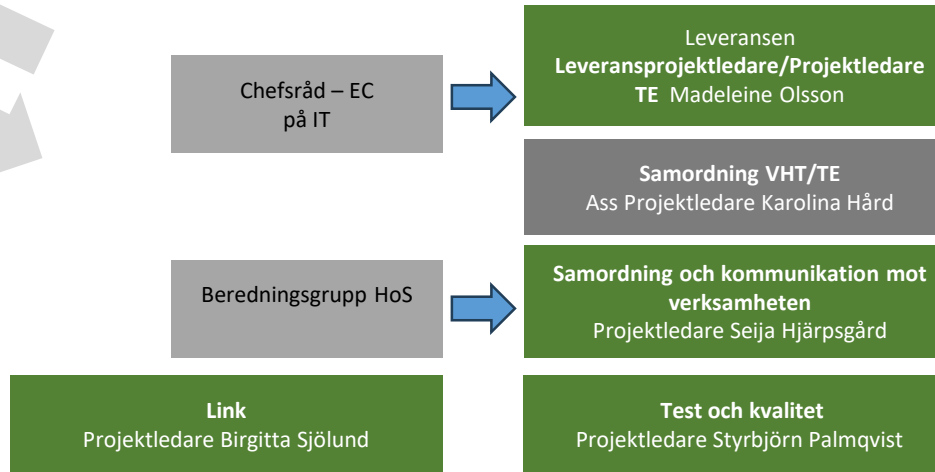 Chefsråd – EC
på IT
Leveransen
Leveransprojektledare/Projektledare
TE Madeleine Olsson
Samordning VHT/TE
Ass Projektledare Karolina Hård
Beredningsgrupp HoS
Samordning och kommunikation mot
verksamheten
Projektledare Seija Hjärpsgård
Link
Projektledare Birgitta Sjölund
Test och kvalitet
Projektledare Styrbjörn Palmqvist